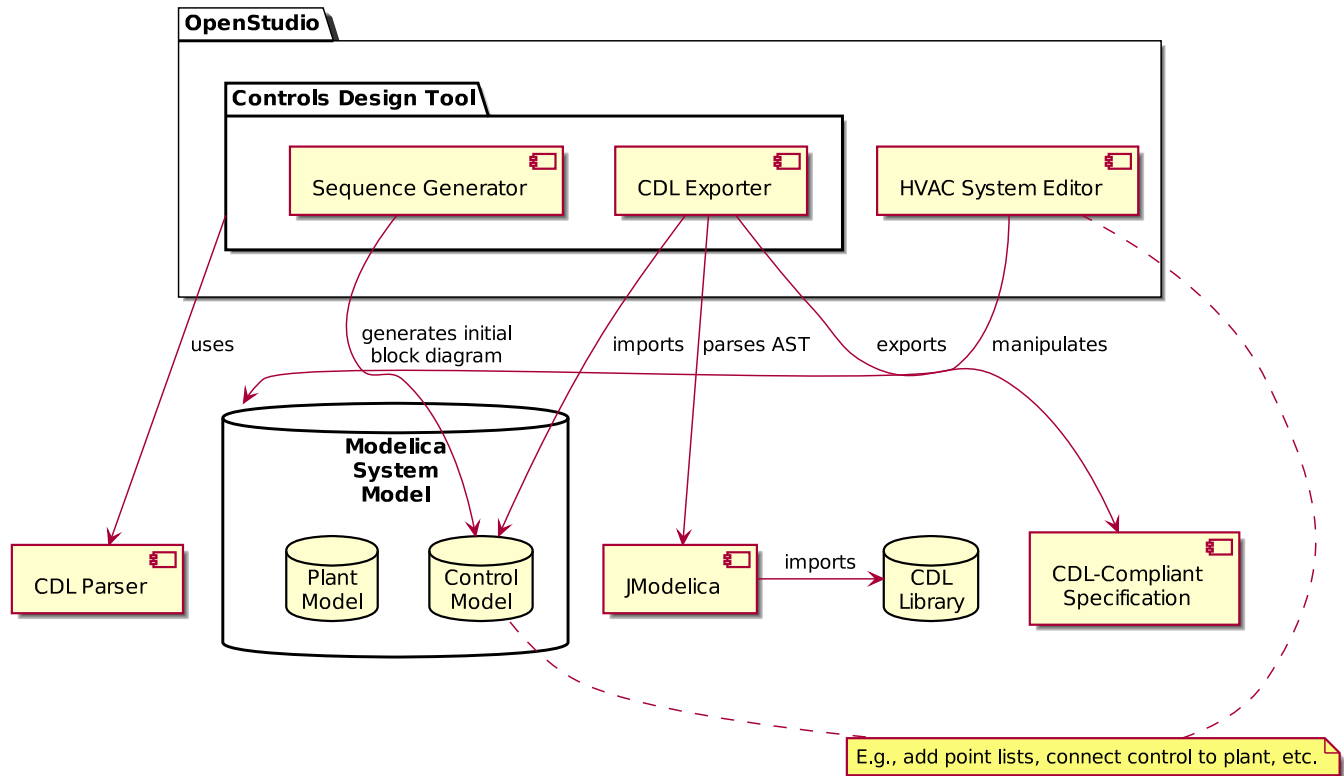 OpenStudio
Controls Design Tool
Sequence Generator
CDL Exporter
HVAC System Editor
uses
generates initial
block diagram
imports
parses AST
exports
manipulates
Modelica
System
Model
CDL Parser
Plant
Model
Control
Model
JModelica
imports
CDL
Library
CDL-Compliant
Specification
E.g., add point lists, connect control to plant, etc.